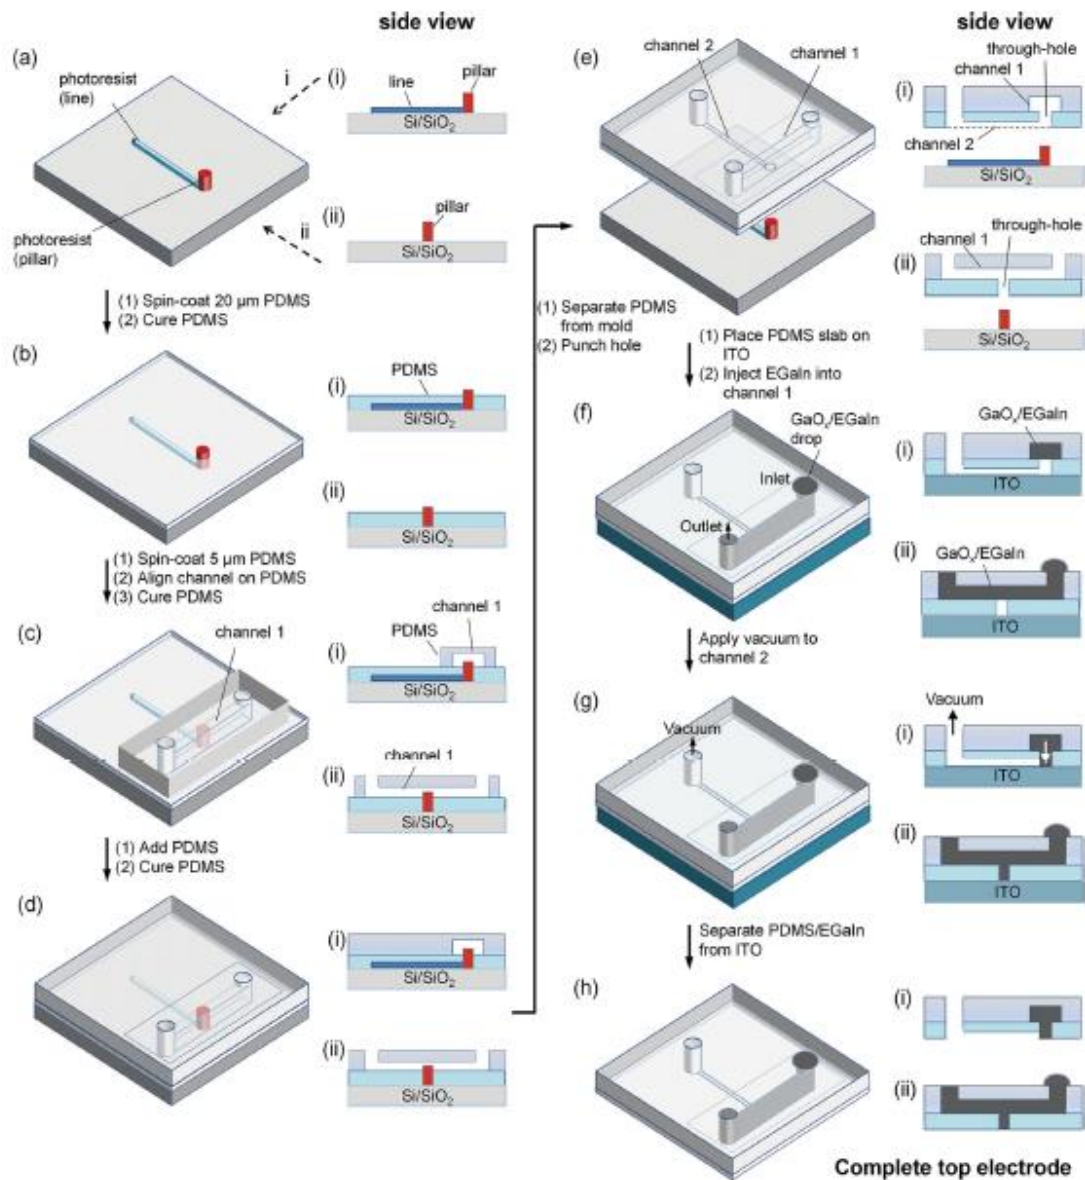 side view
(a)
photoresist
(line)
i
photoresist
(pillar)
ii
(i)
line
pillar
Si/SiO₂
(ii)
pillar
Si/SiO₂
(1) Spin-coat 20 µm PDMS
(2) Cure PDMS
(b)
(i)
PDMS
Si/SiO₂
(ii)
Si/SiO₂
(1) Spin-coat 5 µm PDMS
(2) Align channel on PDMS
(3) Cure PDMS
(c)
channel 1
(i)
PDMS
channel 1
Si/SiO₂
(ii)
channel 1
Si/SiO₂
(1) Add PDMS
(2) Cure PDMS
(d)
(i)
Si/SiO₂
(ii)
Si/SiO₂
side view
(e)
channel 2
channel 1
(i)
through-hole
channel 1
channel 2
Si/SiO₂
(ii)
through-hole
channel 1
Si/SiO₂
(1) Separate PDMS
from mold
(2) Punch hole
(1) Place PDMS slab on
ITO
(2) Inject EGaIn into
channel 1
(f)
GaOₓ/EGaIn
drop
Inlet
Outlet
(i)
GaOₓ/EGaIn
ITO
(ii)
GaOₓ/EGaIn
ITO
Apply vacuum to
channel 2
(g)
Vacuum
(i)
Vacuum
ITO
(ii)
ITO
Separate PDMS/EGaIn
from ITO
(h)
(i)
(ii)
Complete top electrode